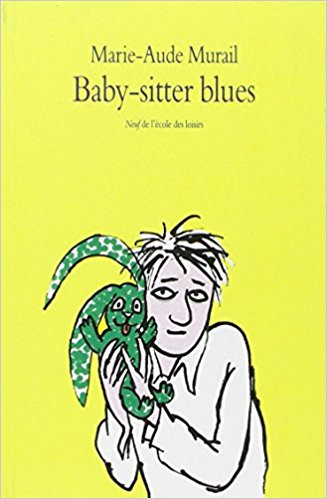 Marie-Aude Murail
Baby-sitter blues
Neuf de l'école des loisirs